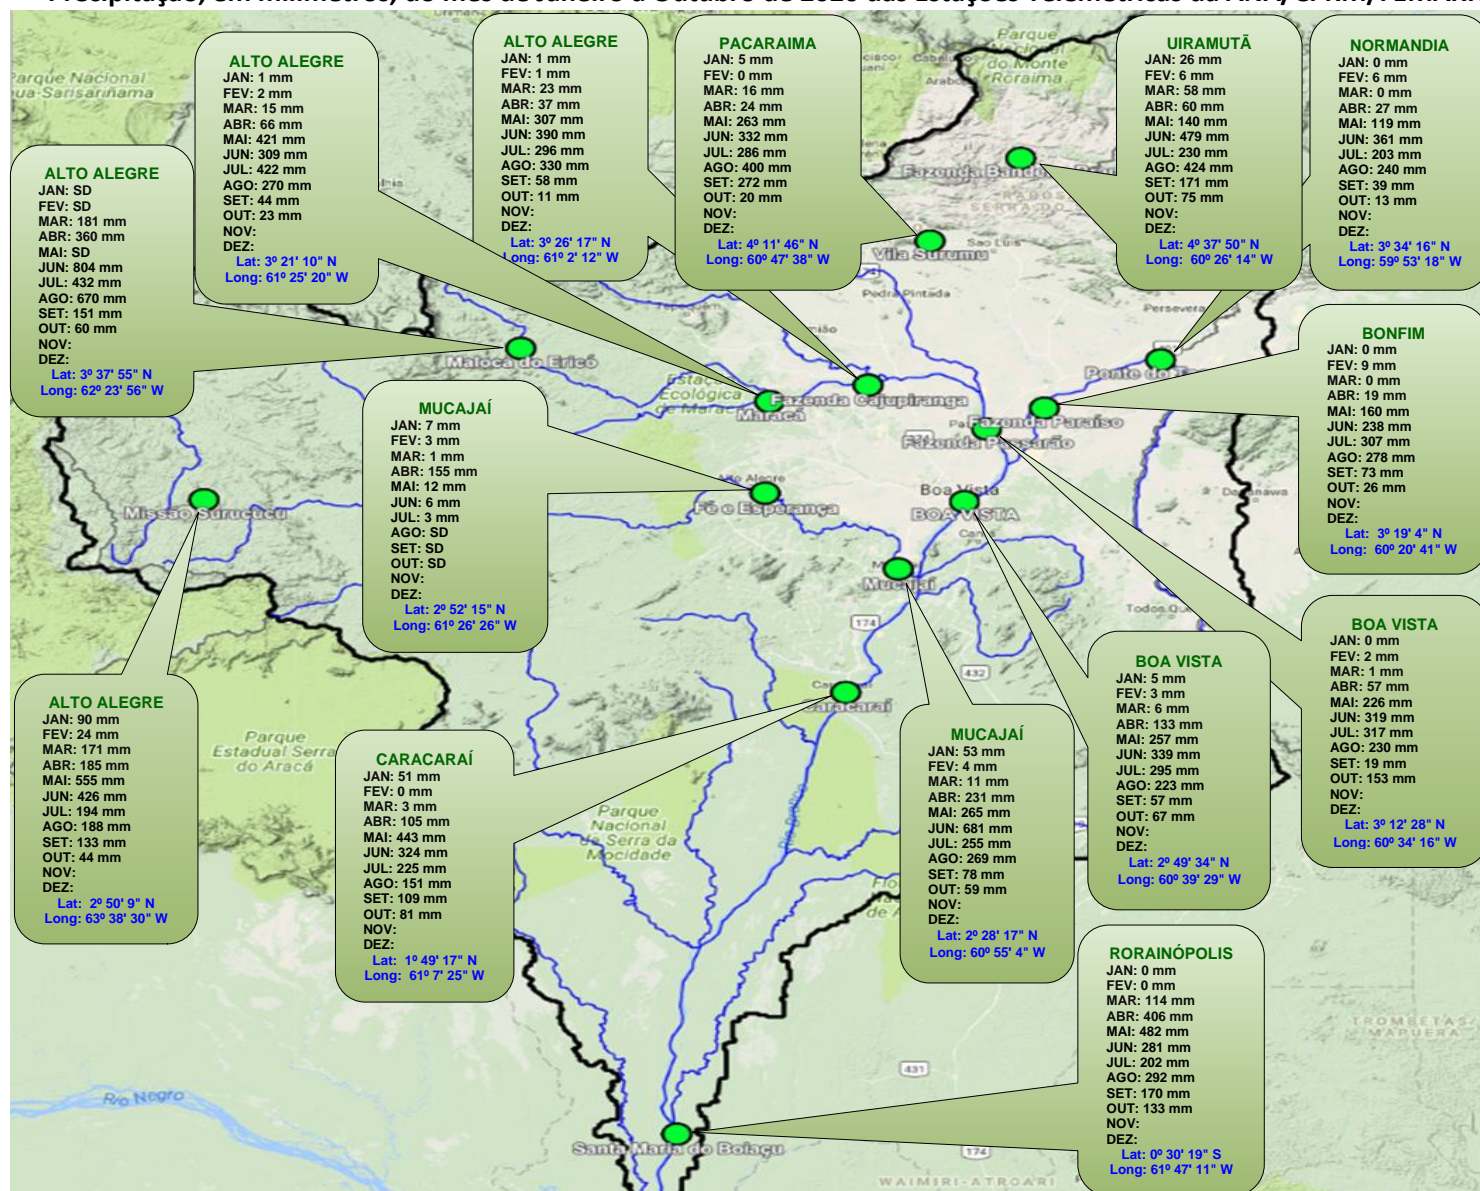 ALTO ALEGRE
JAN: 1 mm
FEV: 2 mm
MAR: 15 mm
ABR: 66 mm
MAI: 421 mm
JUN: 309 mm
JUL: 422 mm
AGO: 270 mm
SET: 44 mm
OUT: 23 mm
NOV:
DEZ:
Lat: 3º 21' 10" N
Long: 61º 25' 20" W
ALTO ALEGRE
JAN: 1 mm
FEV: 1 mm
MAR: 23 mm
ABR: 37 mm
MAI: 307 mm
JUN: 390 mm
JUL: 296 mm
AGO: 330 mm
SET: 58 mm
OUT: 11 mm
NOV:
DEZ:
Lat: 3º 26' 17" N
Long: 61º 2' 12" W
PACARAIMA
JAN: 5 mm
FEV: 0 mm
MAR: 16 mm
ABR: 24 mm
MAI: 263 mm
JUN: 332 mm
JUL: 286 mm
AGO: 400 mm
SET: 272 mm
OUT: 20 mm
NOV:
DEZ:
Lat: 4º 11' 46" N
Long: 60º 47' 38" W
UIRAMUTÃ
JAN: 26 mm
FEV: 6 mm
MAR: 58 mm
ABR: 60 mm
MAI: 140 mm
JUN: 479 mm
JUL: 230 mm
AGO: 424 mm
SET: 171 mm
OUT: 75 mm
NOV:
DEZ:
Lat: 4º 37' 50" N
Long: 60º 26' 14" W
NORMANDIA
JAN: 0 mm
FEV: 6 mm
MAR: 0 mm
ABR: 27 mm
MAI: 119 mm
JUN: 361 mm
JUL: 203 mm
AGO: 240 mm
SET: 39 mm
OUT: 13 mm
NOV:
DEZ:
Lat: 3º 34' 16" N
Long: 59º 53' 18" W
ALTO ALEGRE
JAN: SD
FEV: SD
MAR: 181 mm
ABR: 360 mm
MAI: SD
JUN: 804 mm
JUL: 432 mm
AGO: 670 mm
SET: 151 mm
OUT: 60 mm
NOV:
DEZ:
Lat: 3º 37' 55" N
Long: 62º 23' 56" W
BONFIM
JAN: 0 mm
FEV: 9 mm
MAR: 0 mm
ABR: 19 mm
MAI: 160 mm
JUN: 238 mm
JUL: 307 mm
AGO: 278 mm
SET: 73 mm
OUT: 26 mm
NOV:
DEZ:
Lat: 3º 19' 4" N
Long: 60º 20' 41" W
MUCAJAÍ
JAN: 7 mm
FEV: 3 mm
MAR: 1 mm
ABR: 155 mm
MAI: 12 mm
JUN: 6 mm
JUL: 3 mm
AGO: SD
SET: SD
OUT: SD
NOV:
DEZ:
Lat: 2º 52' 15" N
Long: 61º 26' 26" W
BOA VISTA
JAN: 0 mm
FEV: 2 mm
MAR: 1 mm
ABR: 57 mm
MAI: 226 mm
JUN: 319 mm
JUL: 317 mm
AGO: 230 mm
SET: 19 mm
OUT: 153 mm
NOV:
DEZ:
Lat: 3º 12' 28" N
Long: 60º 34' 16" W
BOA VISTA
JAN: 5 mm
FEV: 3 mm
MAR: 6 mm
ABR: 133 mm
MAI: 257 mm
JUN: 339 mm
JUL: 295 mm
AGO: 223 mm
SET: 57 mm
OUT: 67 mm
NOV:
DEZ:
Lat: 2º 49' 34" N
Long: 60º 39' 29" W
ALTO ALEGRE
JAN: 90 mm
FEV: 24 mm
MAR: 171 mm
ABR: 185 mm
MAI: 555 mm
JUN: 426 mm
JUL: 194 mm
AGO: 188 mm
SET: 133 mm
OUT: 44 mm
NOV:
DEZ:
Lat: 2º 50' 9" N
Long: 63º 38' 30" W
CARACARAÍ
JAN: 51 mm
FEV: 0 mm
MAR: 3 mm
ABR: 105 mm
MAI: 443 mm
JUN: 324 mm
JUL: 225 mm
AGO: 151 mm
SET: 109 mm
OUT: 81 mm
NOV:
DEZ:
Lat: 1º 49' 17" N
Long: 61º 7' 25" W
MUCAJAÍ
JAN: 53 mm
FEV: 4 mm
MAR: 11 mm
ABR: 231 mm
MAI: 265 mm
JUN: 681 mm
JUL: 255 mm
AGO: 269 mm
SET: 78 mm
OUT: 59 mm
NOV:
DEZ:
Lat: 2º 28' 17" N
Long: 60º 55' 4" W
RORAINÓPOLIS
JAN: 0 mm
FEV: 0 mm
MAR: 114 mm
ABR: 406 mm
MAI: 482 mm
JUN: 281 mm
JUL: 202 mm
AGO: 292 mm
SET: 170 mm
OUT: 133 mm
NOV:
DEZ:
Lat: 0º 30' 19" S
Long: 61º 47' 11" W
Parque Nacional
Parque
Nacional
do Monte
Roraima
Vila Surumu
Sao Luis
Pedra Pintada
Maloca do Ericó
Ecológica
Maracá
Fazenda Cajupiranga
Fazenda Paraíso
Fazenda Passarão
Missão Surucucu
Fé e Esperança
Boa Vista
BOA VISTA
Mucajaí
174
432
Caracaraí
Parque
Estadual Serra
do Aracá
Parque
Nacional
da Serra da
Mocidade
Rio Branco
Rio Negro
431
174
Santa Maria do Boiaçu
TROMBETAS/
MAPUERA
WAIMIRI-ATROARI